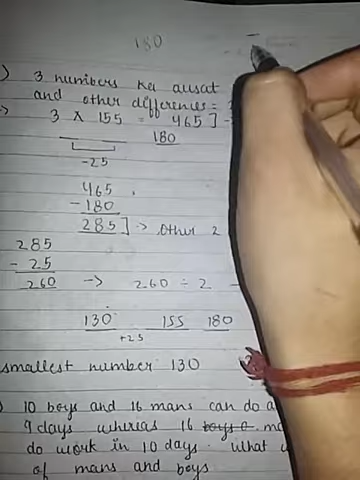 180
3 numbers ka ausat
and other difference =
3 X 155 = 465]
180
-25
465
- 180
285] -> Other 2
285
- 25
260 -> 260 ÷ 2
130 155 180
+25
smallest number 130
10 boys and 16 mans can do a
9 days whereas 16
do work in 10 days. What
of mans and boys